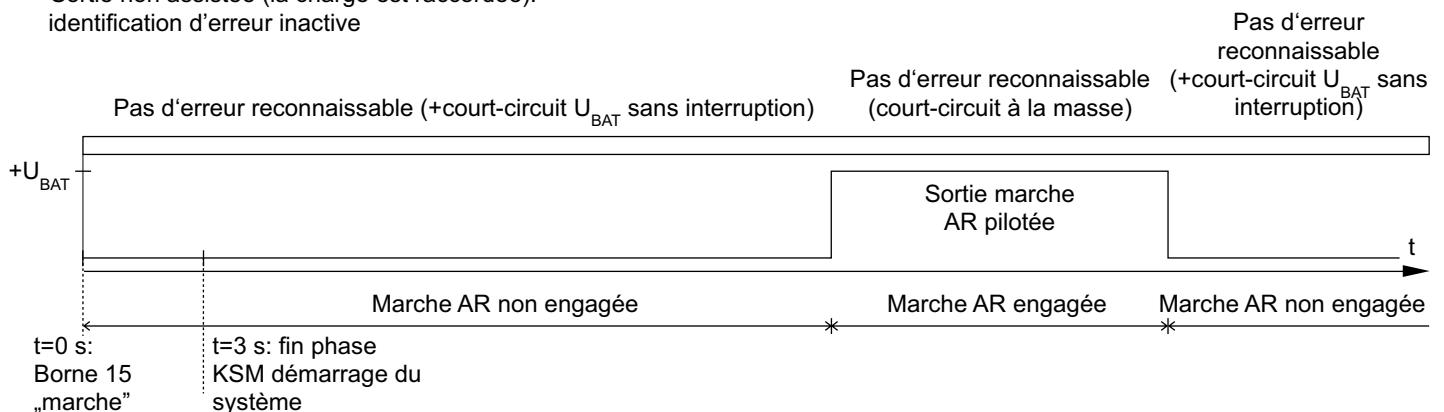 identification d'erreur inactive
Pas d'erreur
reconnaissable
(+court-circuit U_BAT sans
interruption)
Pas d'erreur reconnaissable
(court-circuit à la masse)
Pas d'erreur reconnaissable (+court-circuit U_BAT sans interruption)
+U_BAT
Sortie marche
AR pilotée
t
Marche AR non engagée
Marche AR engagée
Marche AR non engagée
t=0 s:
Borne 15
„marche”
t=3 s: fin phase
KSM démarrage du
système